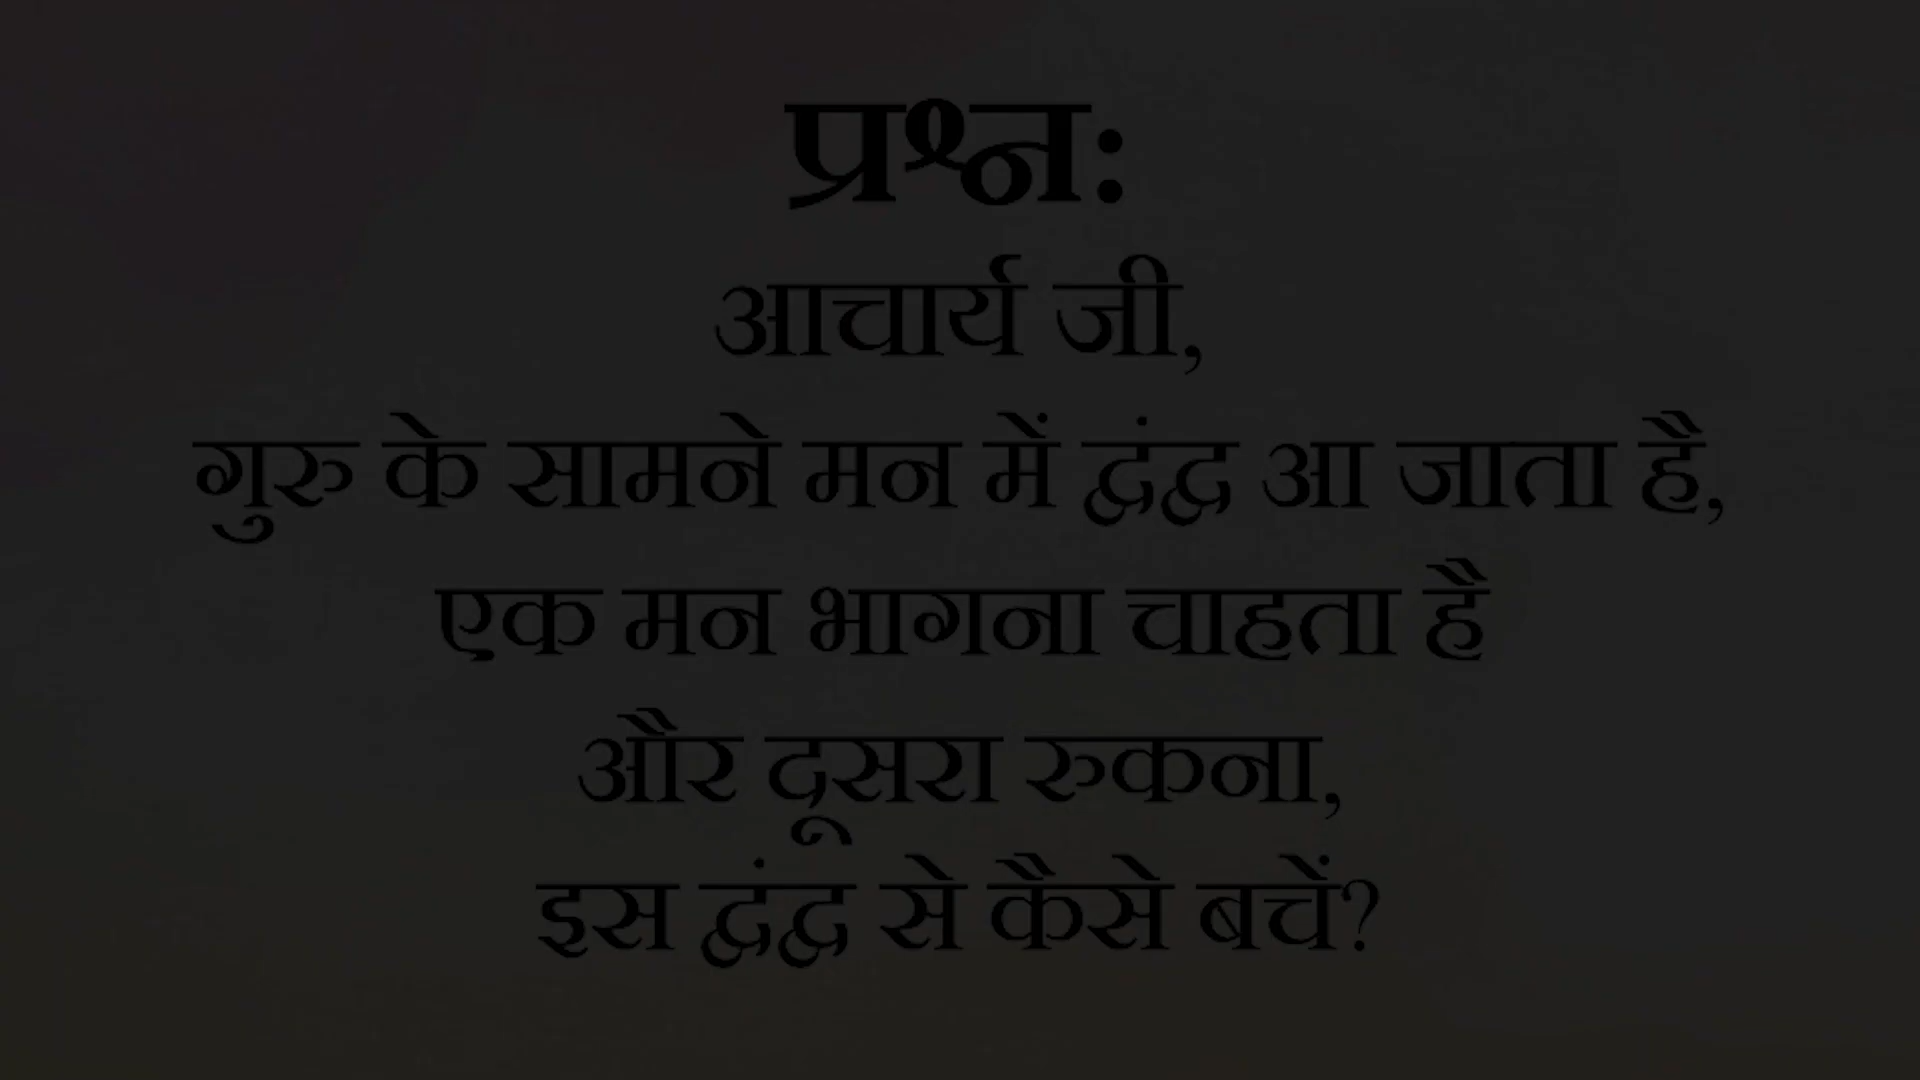 प्रश्न:
आचार्य जी,
गुरु के सामने मन में द्वंद्व आ जाता है,
एक मन भागना चाहता है
और दूसरा रुकना,
इस द्वंद्व से कैसे बचें?